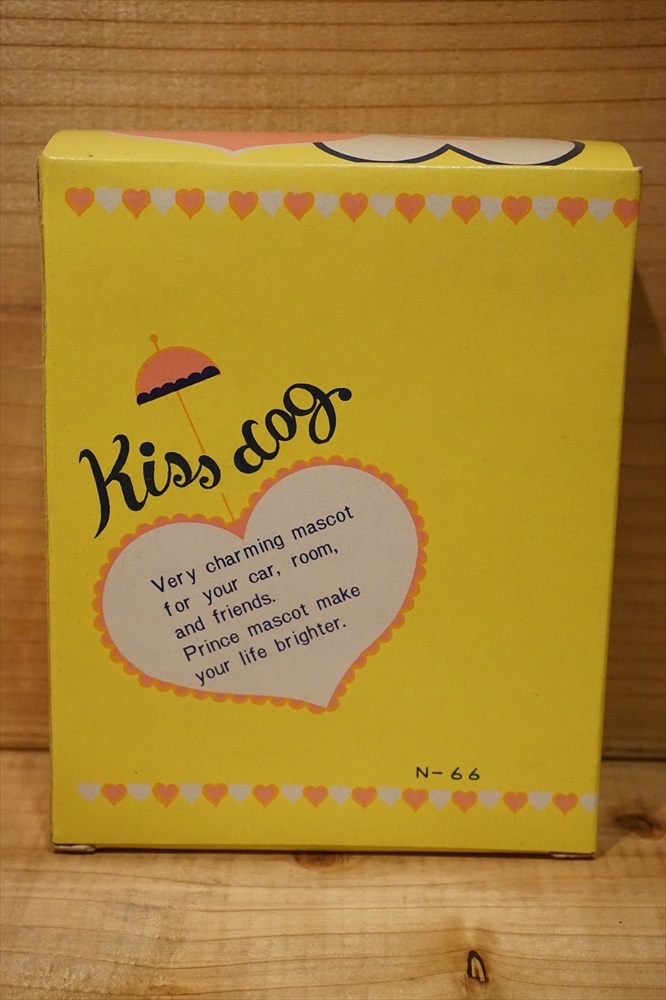 Kiss dog
Very charming mascot
for your car, room,
and friends.
Prince mascot make
your life brighter.
N-66